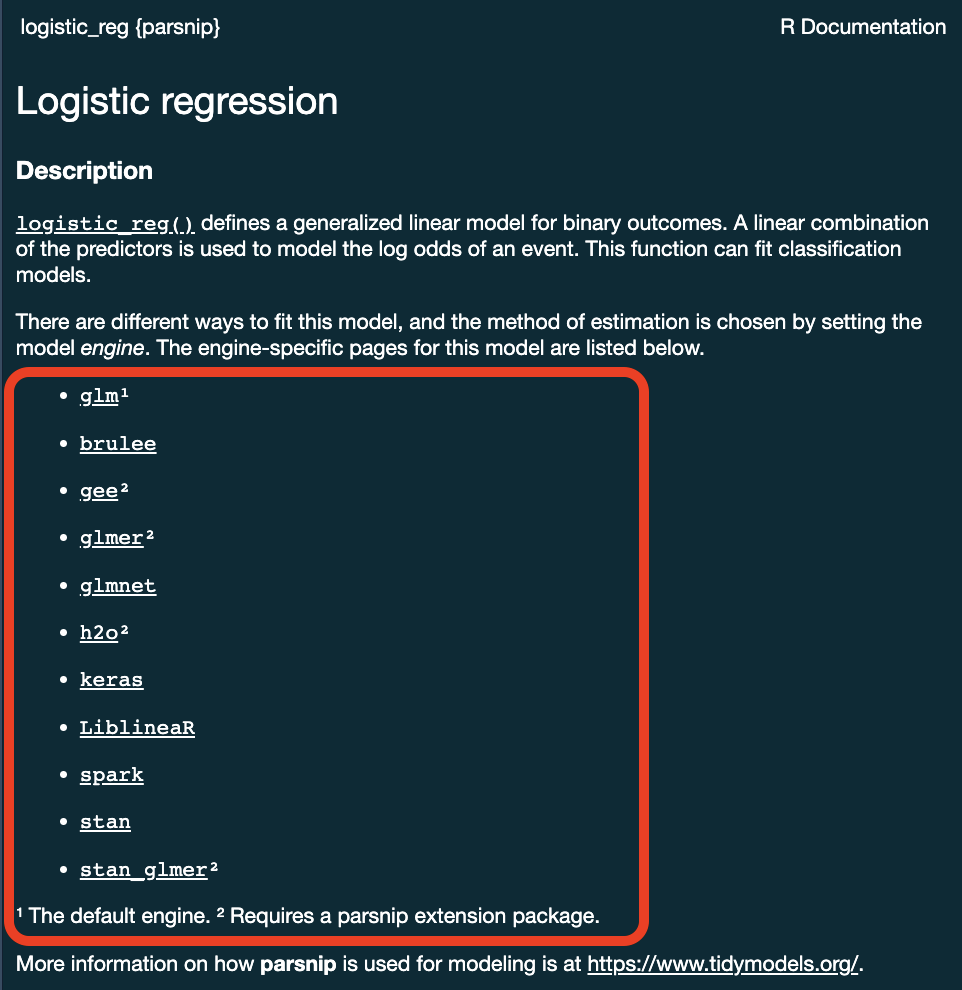 logistic_reg {parsnip} R Documentation
Logistic regression
Description
logistic_reg() defines a generalized linear model for binary outcomes. A linear combination
of the predictors is used to model the log odds of an event. This function can fit classification
models.
There are different ways to fit this model, and the method of estimation is chosen by setting the
model engine. The engine-specific pages for this model are listed below.
• glm¹
• brulee
• gee²
• glmer²
• glmnet
• h2o²
• keras
• LiblineaR
• spark
• stan
• stan_glmer²
¹ The default engine. ² Requires a parsnip extension package.
More information on how parsnip is used for modeling is at https://www.tidymodels.org/.